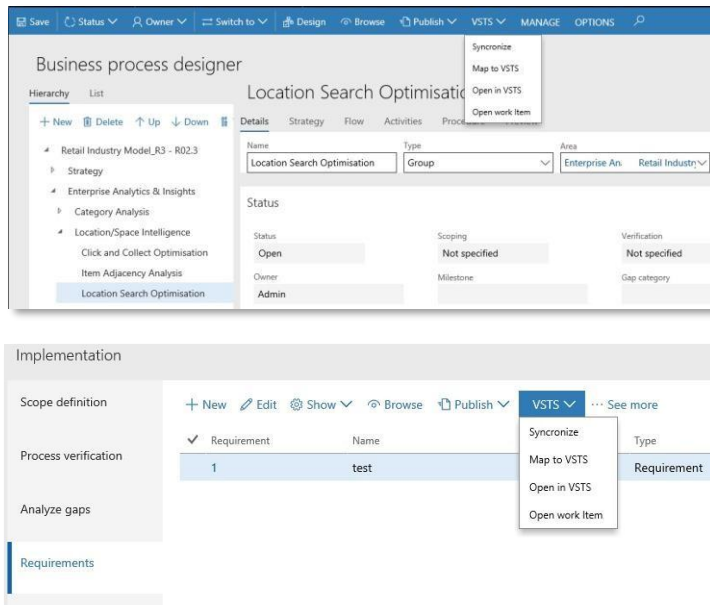 Save Status Owner Switch to Design Browse Publish VSTS MANAGE OPTIONS
Syncronize
Map to VSTS
Open in VSTS
Open work Item
Business process designer
Hierarchy List
New Delete Up Down
Retail Industry Model_R3 - R02.3
Strategy
Enterprise Analytics & Insights
Category Analysis
Location/Space Intelligence
Click and Collect Optimisation
Item Adjacency Analysis
Location Search Optimisation
Location Search Optimisatio
Details Strategy Flow Activities
Name Type Area
Location Search Optimisation Group Enterprise An. Retail Industry
Status
Status Scoping Verification
Open Not specified Not specified
Owner Milestone Gap category
Admin
Implementation
Scope definition
Process verification
Analyze gaps
Requirements
New Edit Show Browse Publish VSTS ... See more
Syncronize
Map to VSTS
Open in VSTS
Open work Item
Requirement Name Type
1 test Requirement